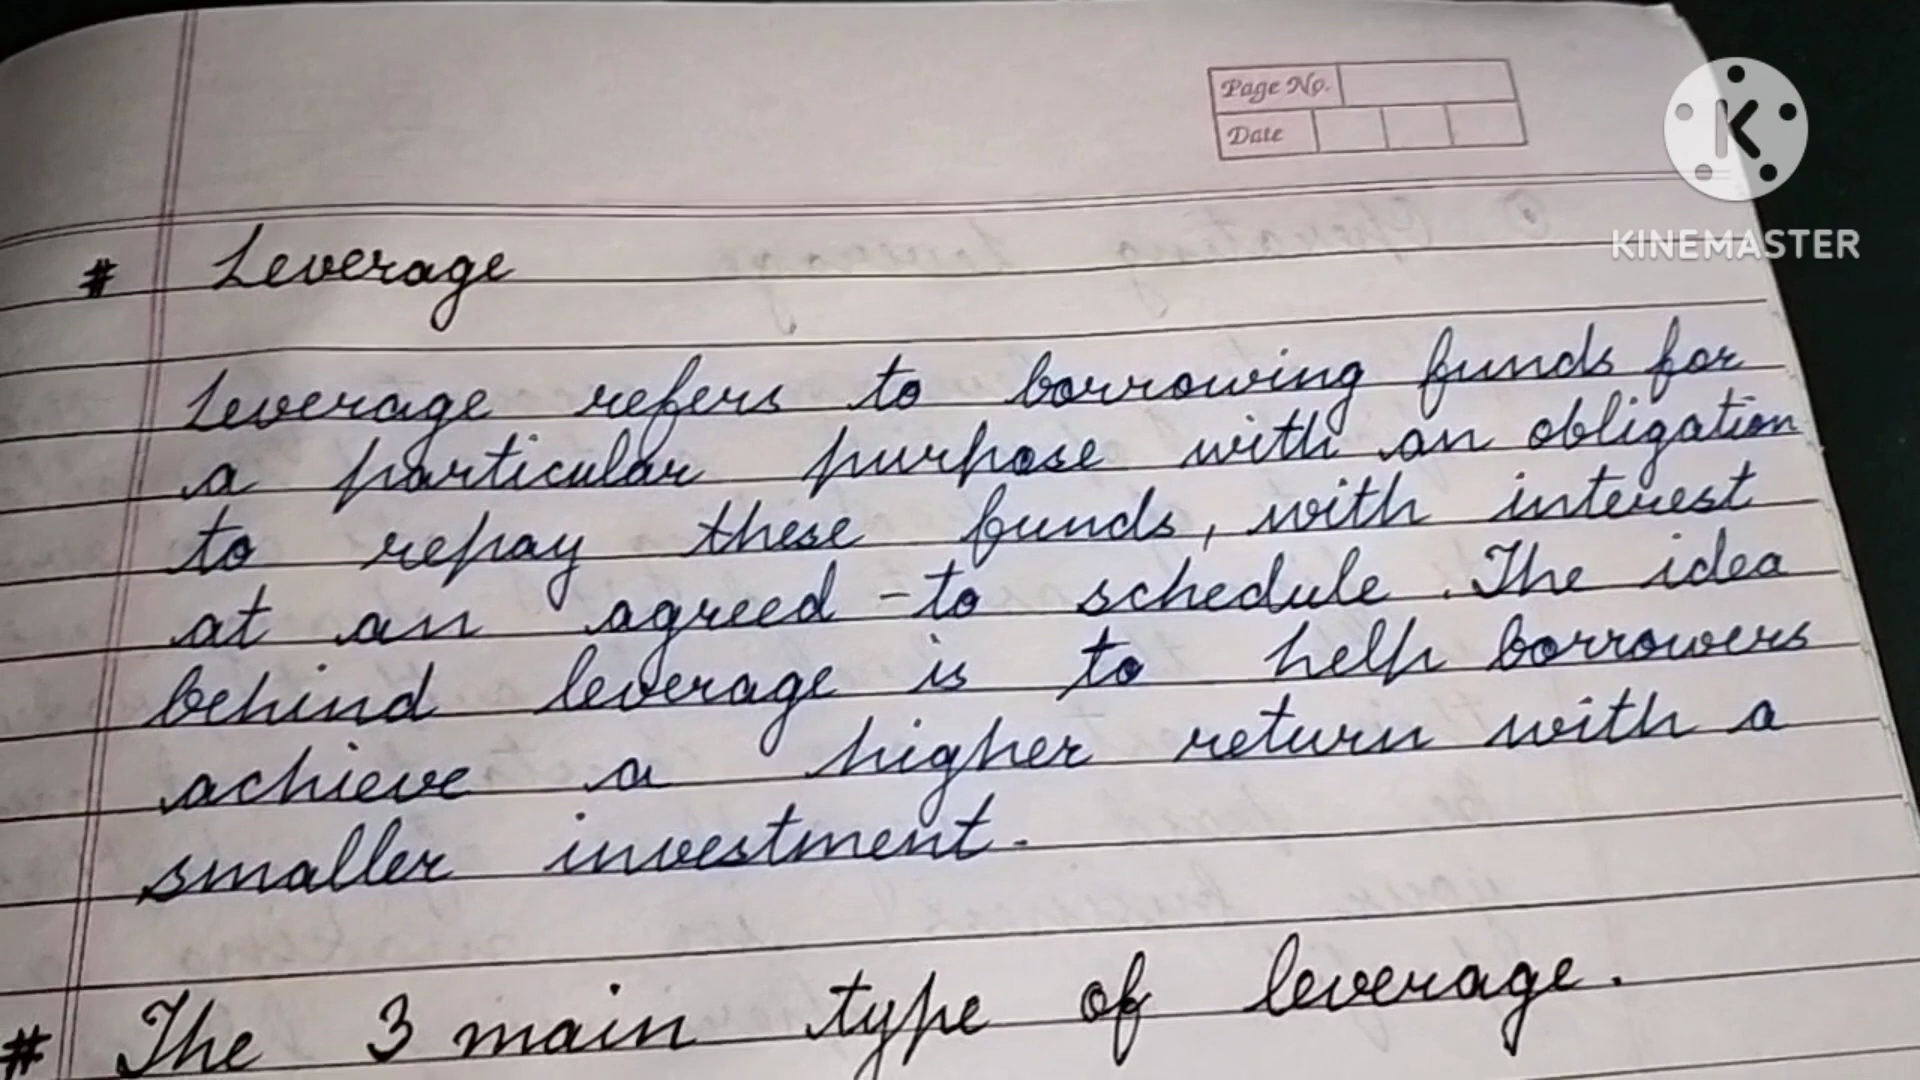 Page No.
Date
KINEMASTER
# Leverage
Leverage refers to borrowing funds for
a particular purpose with an obligation
to repay these funds, with interest
at an agreed-to schedule. The idea
behind leverage is to help borrowers
achieve a higher return with a
smaller investment.
# The 3 main type of leverage.